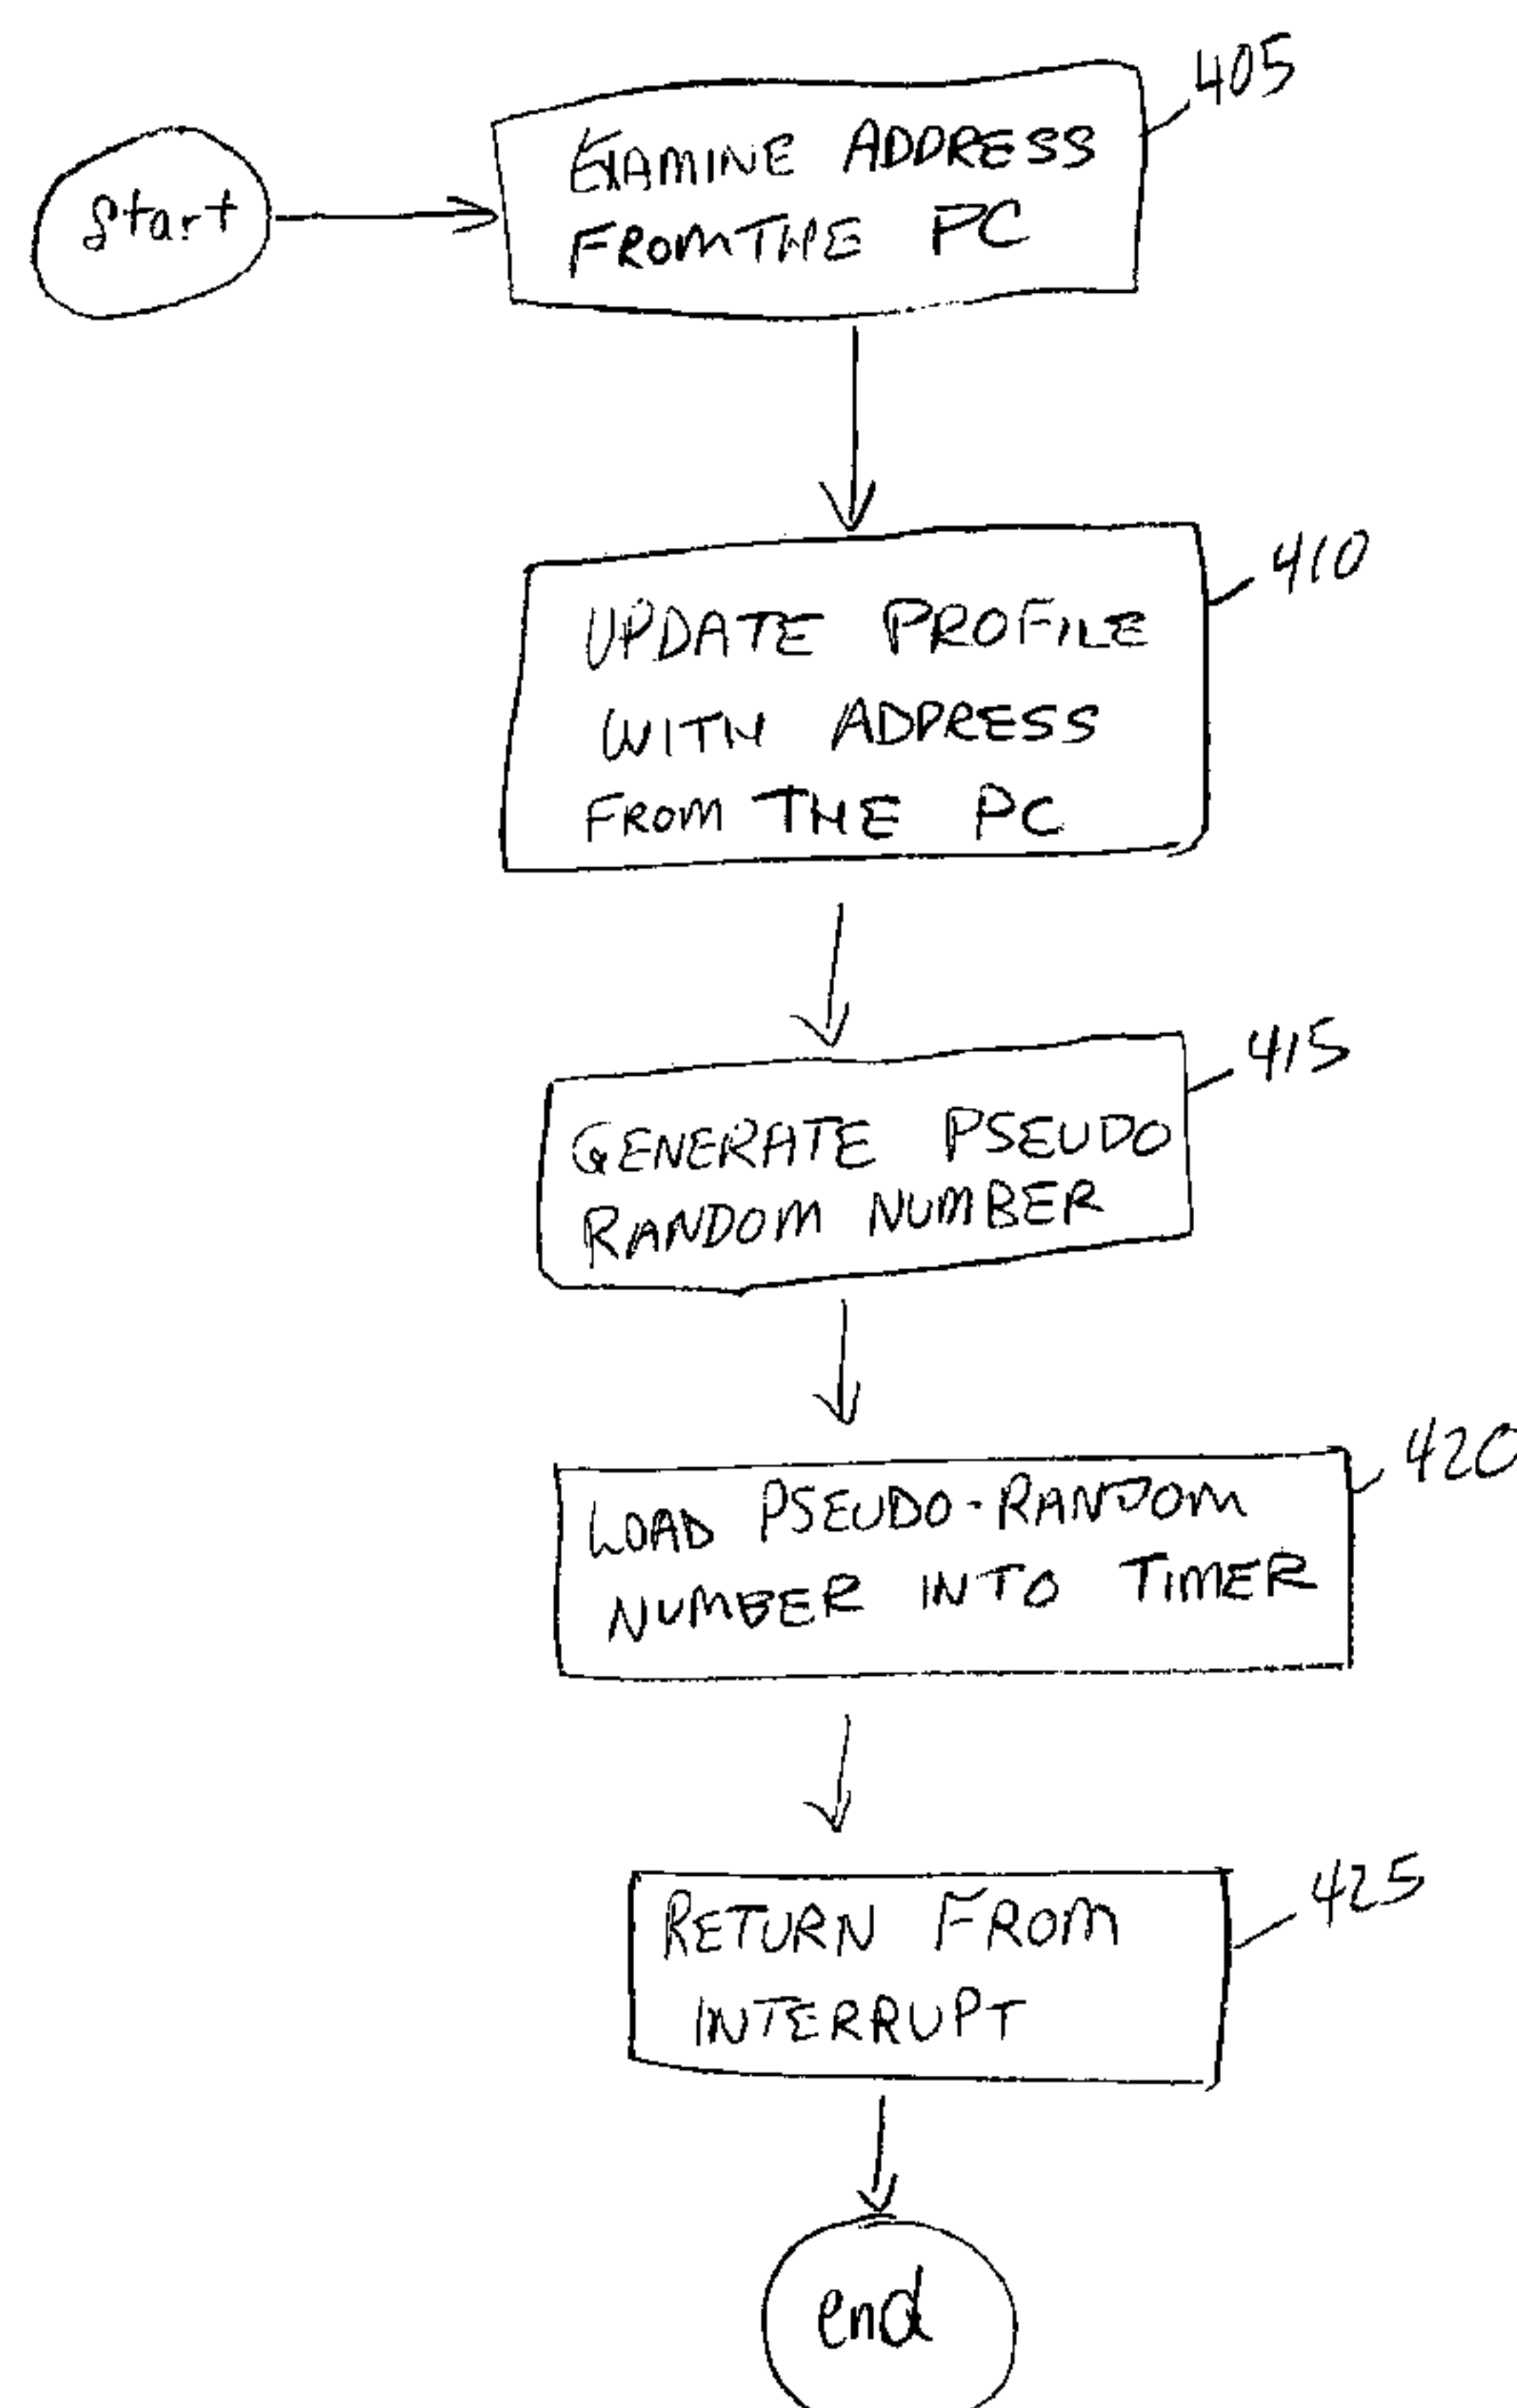 405
Start
EXAMINE ADDRESS
FROM THE PC
410
UPDATE PROFILE
WITH ADDRESS
FROM THE PC
415
GENERATE PSEUDO
RANDOM NUMBER
420
LOAD PSEUDO-RANDOM
NUMBER INTO TIMER
425
RETURN FROM
INTERRUPT
end